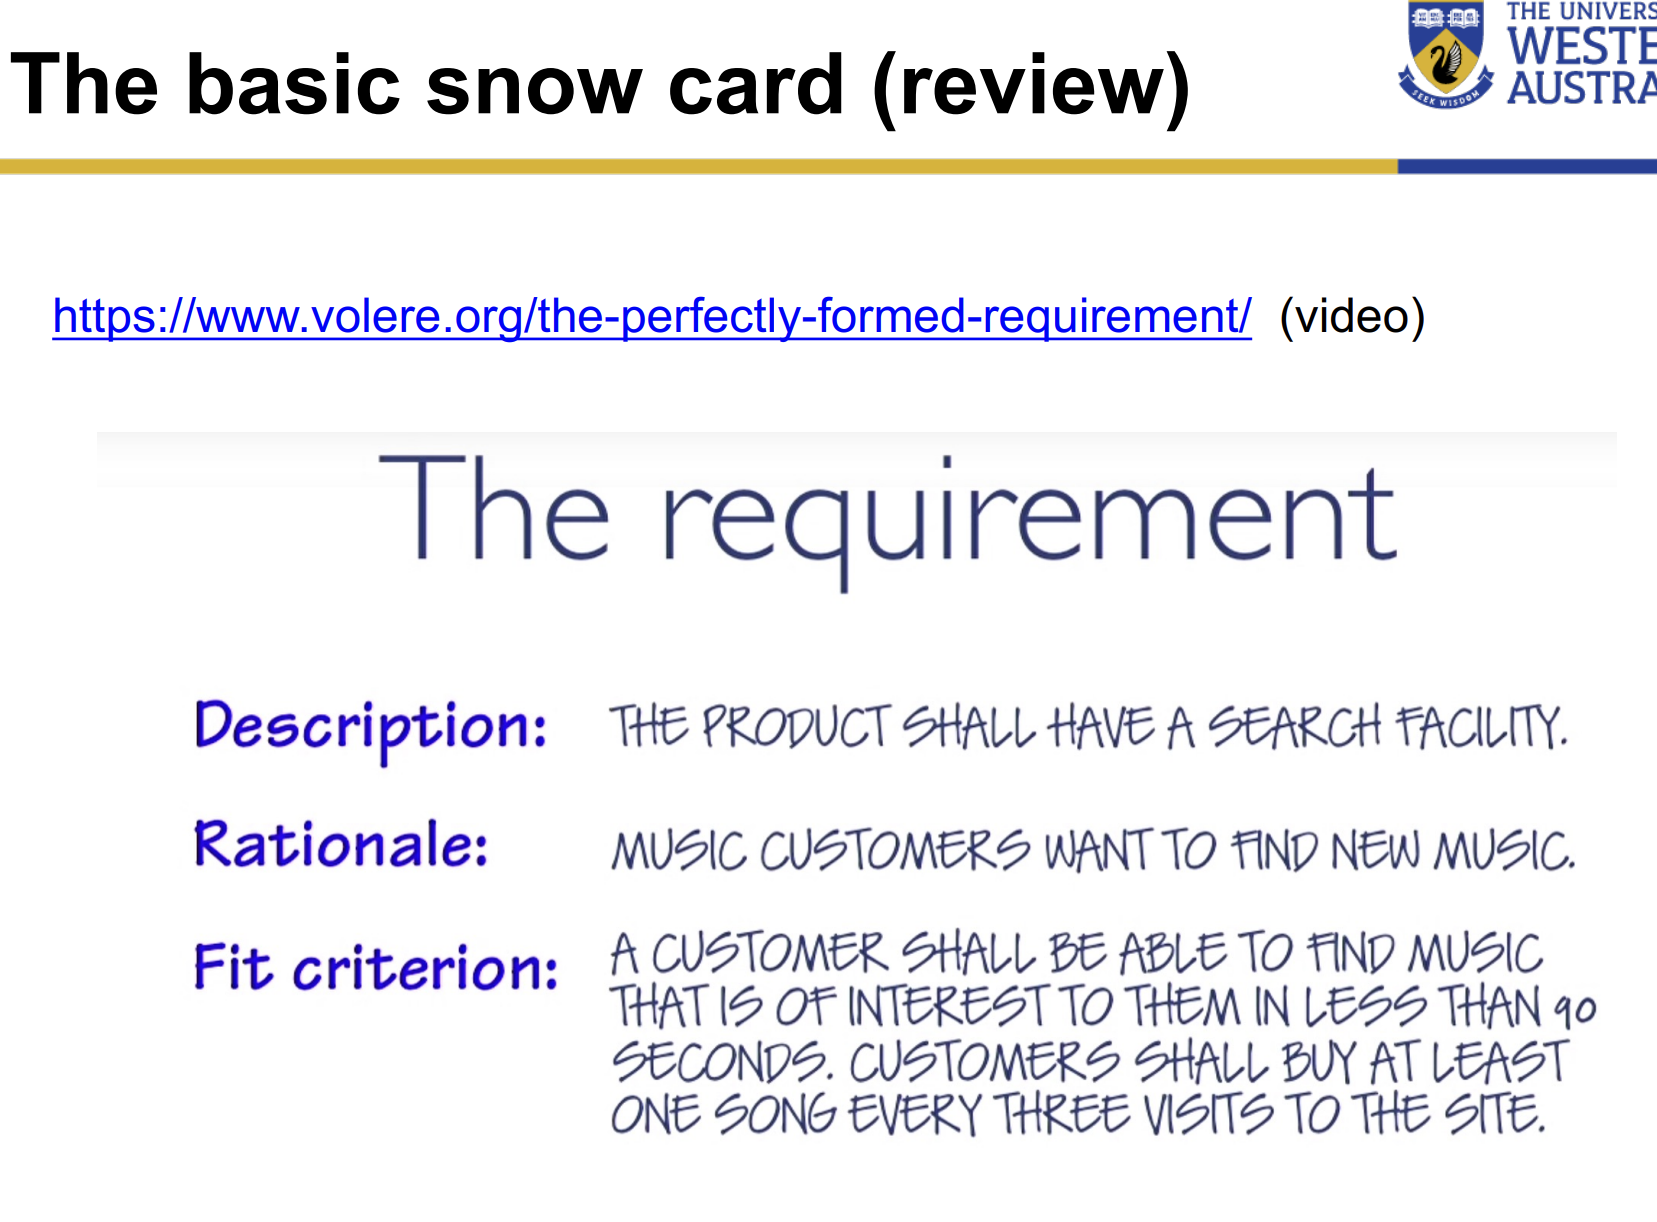 The basic snow card (review)
THE UNIVERS
WESTE
AUSTRA
SEEK WISDOM
https://www.volere.org/the-perfectly-formed-requirement/ (video)
The requirement
Description: THE PRODUCT SHALL HAVE A SEARCH FACILITY.
Rationale: MUSIC CUSTOMERS WANT TO FIND NEW MUSIC.
Fit criterion: A CUSTOMER SHALL BE ABLE TO FIND MUSIC
THAT IS OF INTEREST TO THEM IN LESS THAN 90
SECONDS. CUSTOMERS SHALL BUY AT LEAST
ONE SONG EVERY THREE VISITS TO THE SITE.